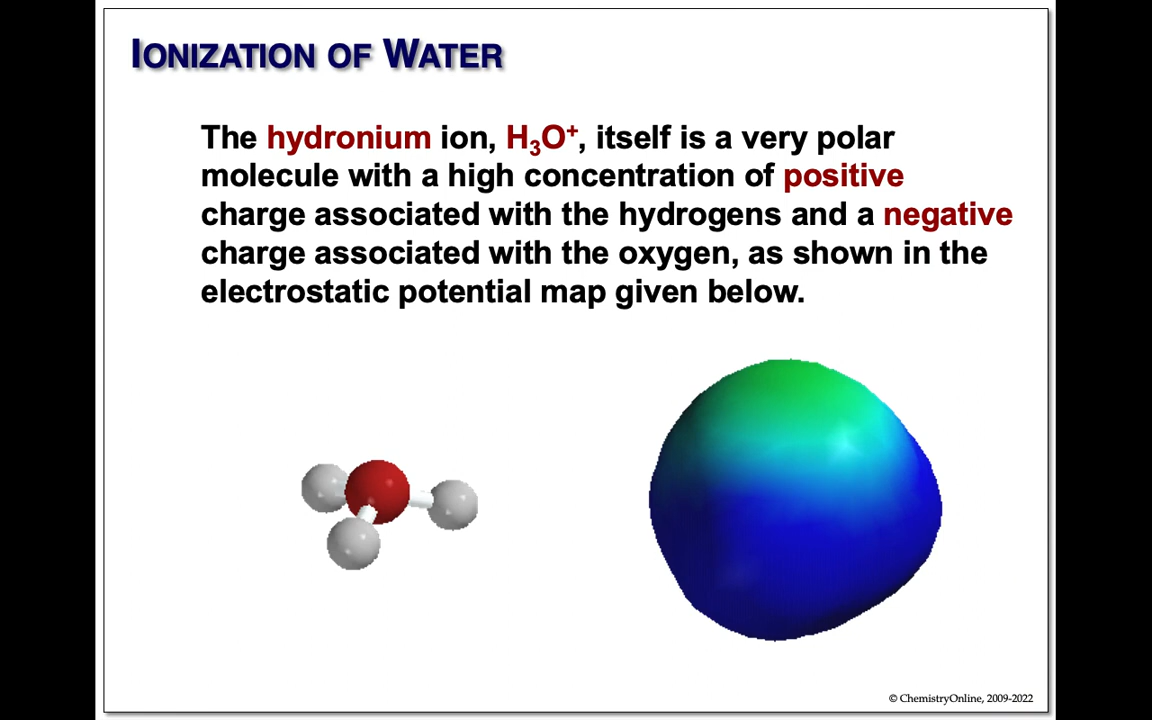 IONIZATION OF WATER
The hydronium ion, H₃O⁺, itself is a very polar
molecule with a high concentration of positive
charge associated with the hydrogens and a negative
charge associated with the oxygen, as shown in the
electrostatic potential map given below.
© ChemistryOnline, 2009-2022